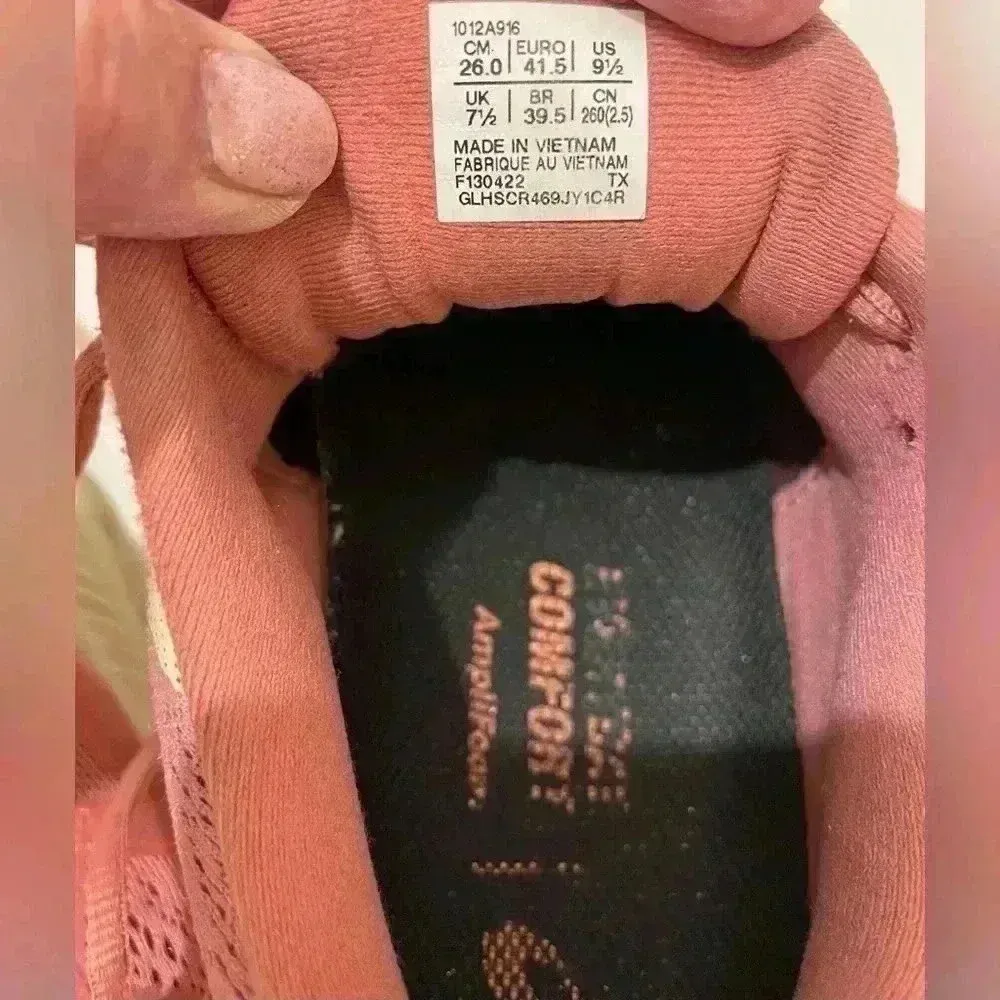 1012A916
CM. EURO US
26.0 41.5 9½
UK BR CN
7½ 39.5 260(2.5)
MADE IN VIETNAM
FABRIQUE AU VIETNAM
F130422 TX
GLHSCR469JY1C4R
COMFORT
AmpliFoam